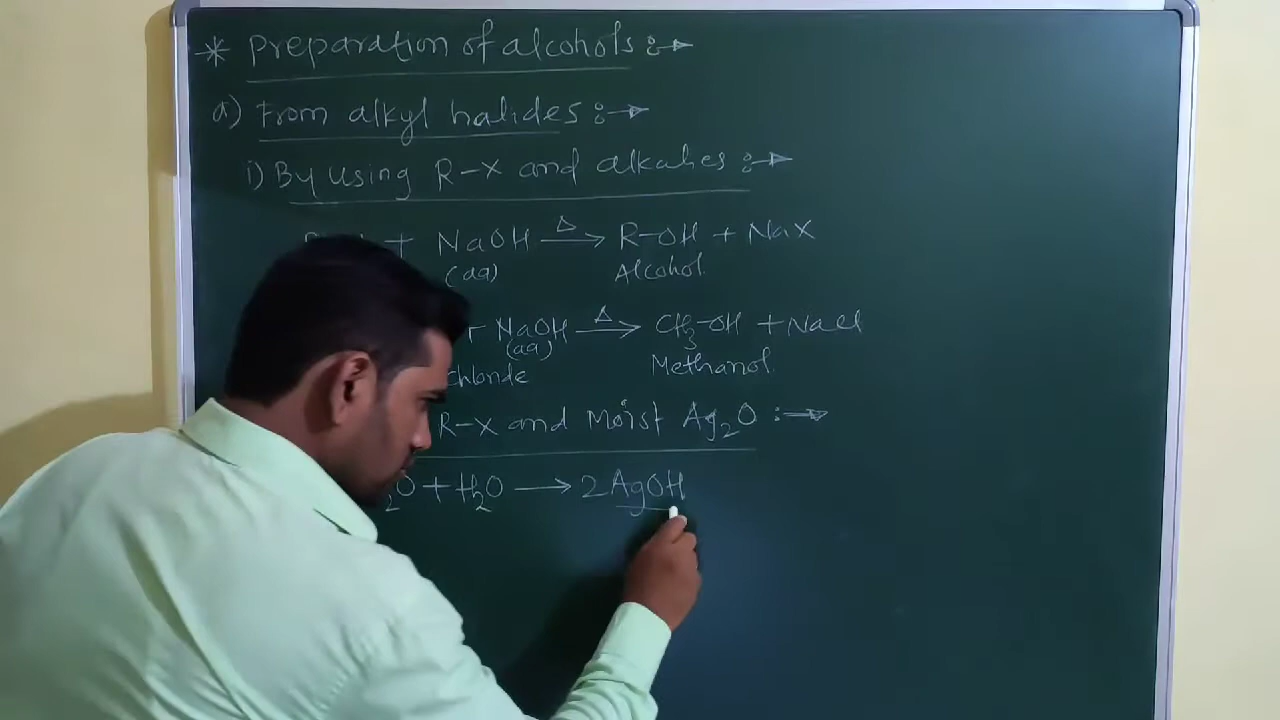 * Preparation of alcohols :→
a) From alkyl halides :→
i) By using R-X and alkalies :→
+ NaOH —Δ→ R-OH + NaX
(aq) Alcohol
NaOH —Δ→ CH3-OH + NaCl
(aq)
chloride Methanol
R-X and Moist Ag2O :→
2O + H2O → 2AgOH